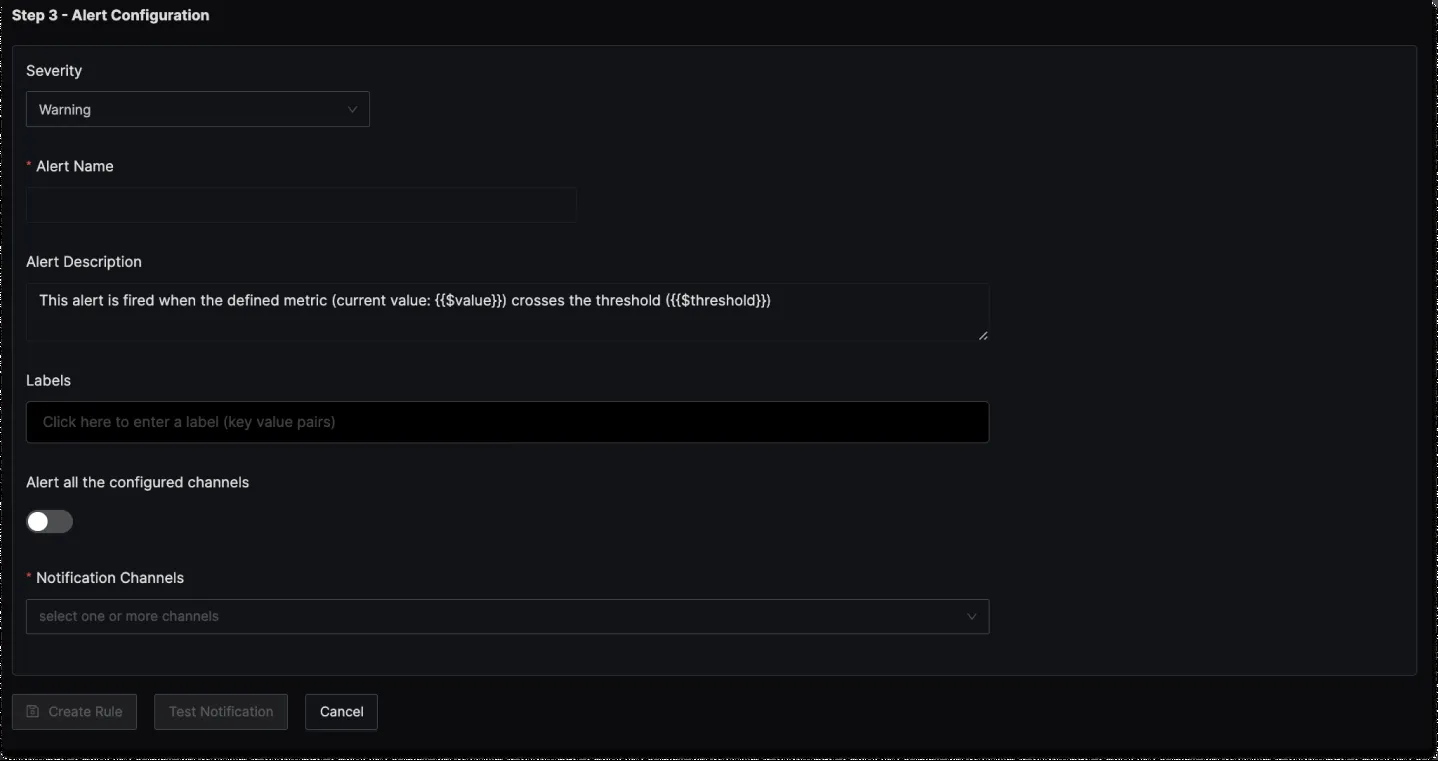 Step 3 - Alert Configuration
Severity
Warning
* Alert Name
Alert Description
This alert is fired when the defined metric (current value: {{$value}}) crosses the threshold ({{$threshold}})
Labels
Click here to enter a label (key value pairs)
Alert all the configured channels
* Notification Channels
select one or more channels
Create Rule Test Notification Cancel